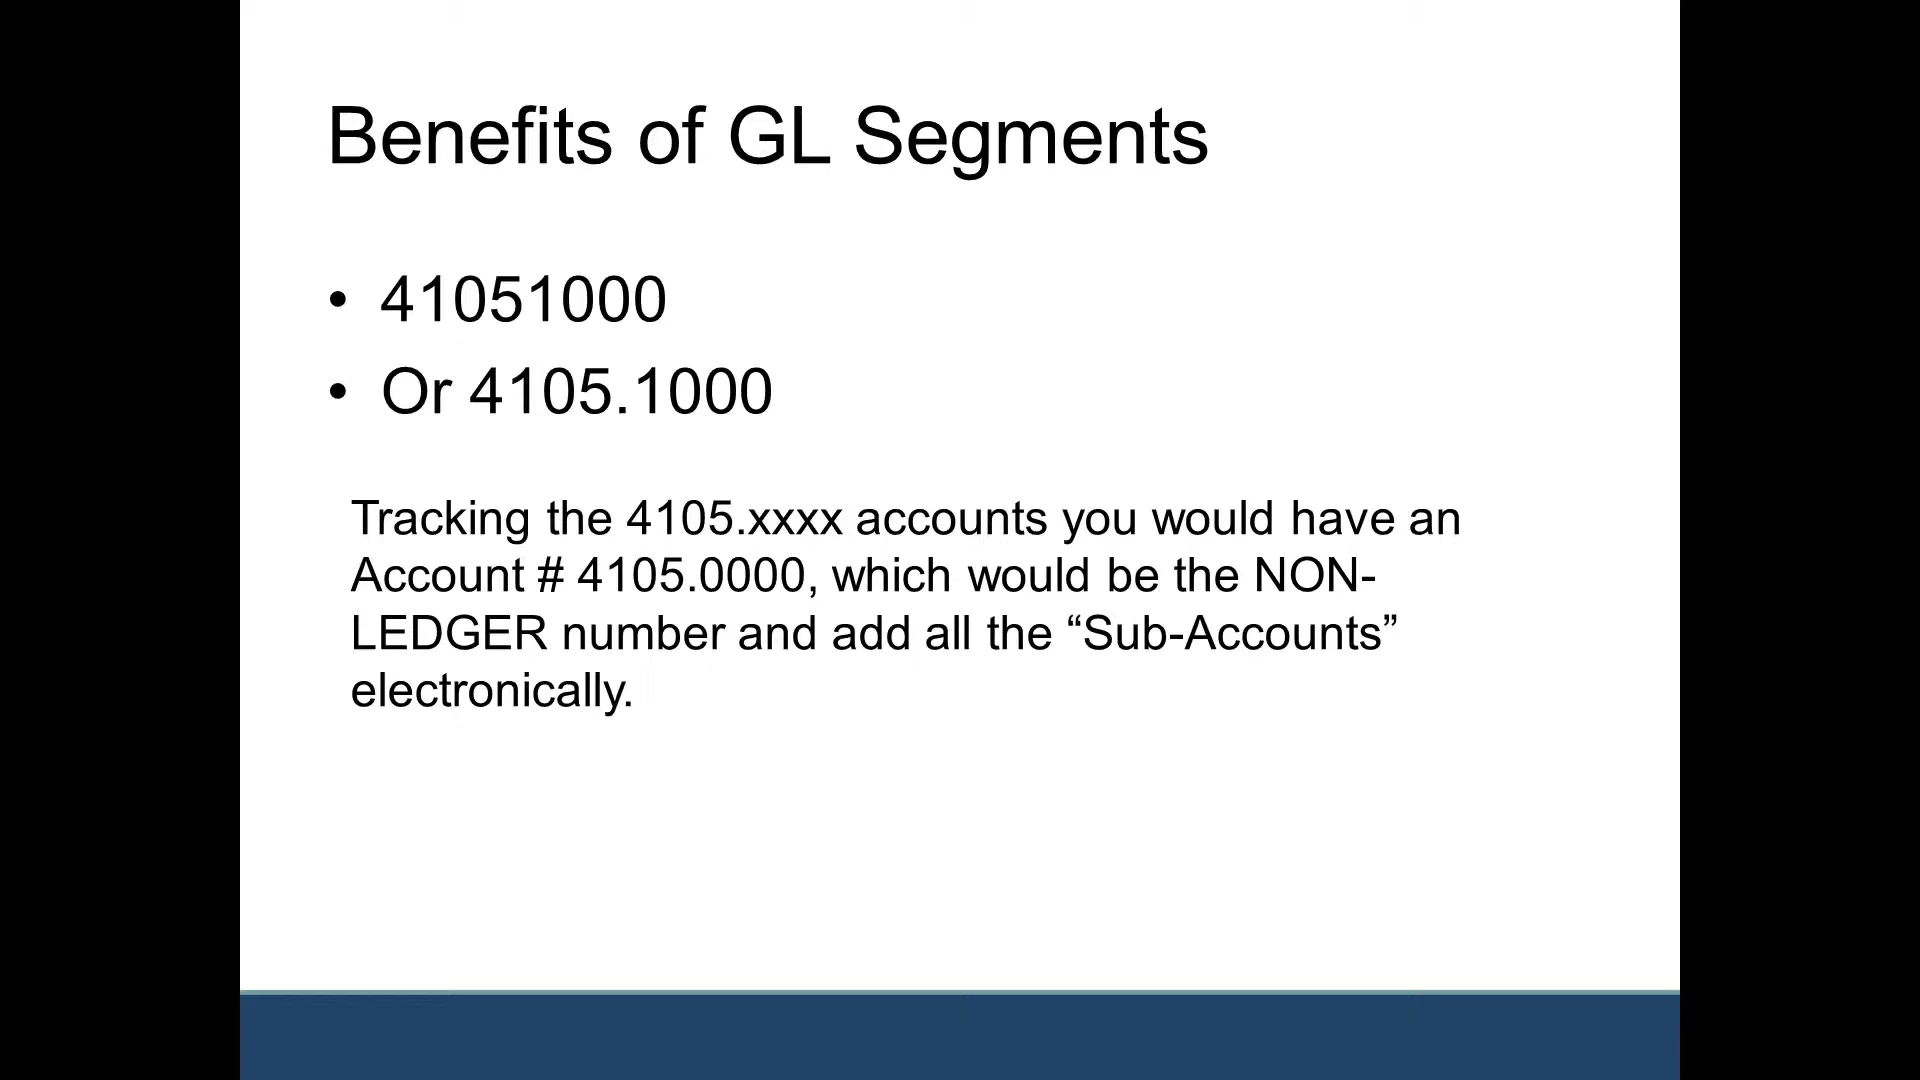 Benefits of GL Segments
• 41051000
• Or 4105.1000
Tracking the 4105.xxxx accounts you would have an
Account # 4105.0000, which would be the NON-
LEDGER number and add all the “Sub-Accounts”
electronically.